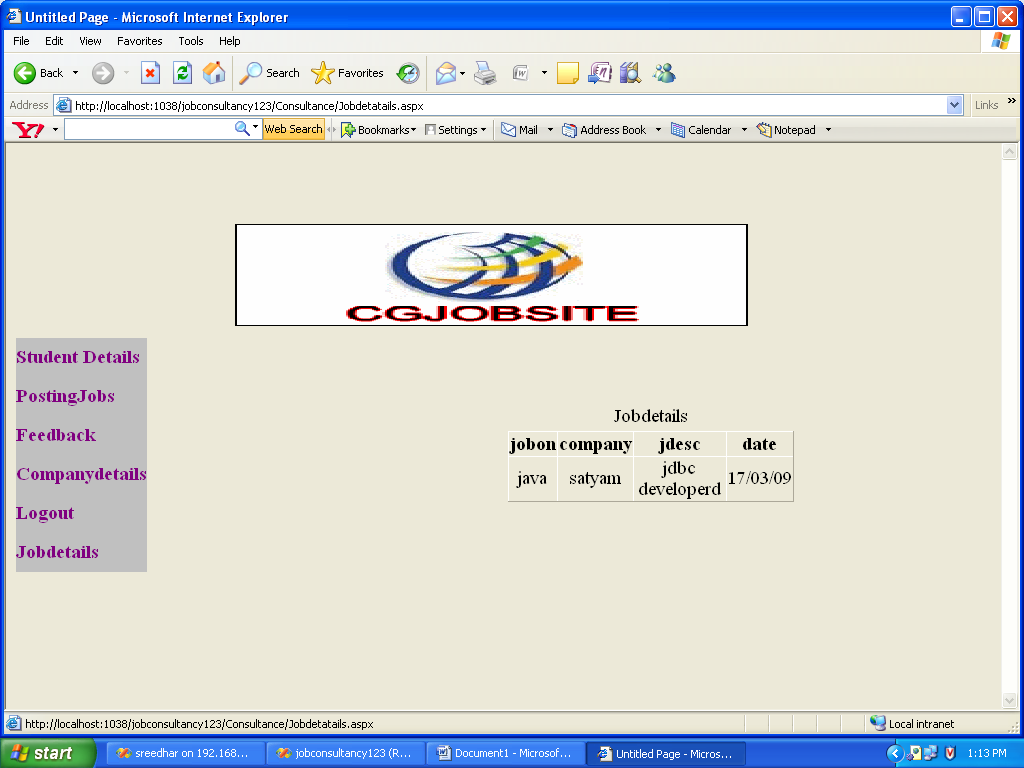 Untitled Page - Microsoft Internet Explorer
File Edit View Favorites Tools Help
Back Search Favorites
Address http://localhost:1038/jobconsultancy123/Consultance/Jobdetatails.aspx Links »
Y! Web Search Bookmarks Settings Mail Address Book Calendar Notepad
CGJOBSITE
Student Details
PostingJobs
Feedback
Companydetails
Logout
Jobdetails
Jobdetails
jobon company jdesc date
java satyam jdbc developerd 17/03/09
http://localhost:1038/jobconsultancy123/Consultance/Jobdetatails.aspx Local intranet
start sreedhar on 192.168... jobconsultancy123 (R... Document1 - Microsof... Untitled Page - Micros... 1:13 PM